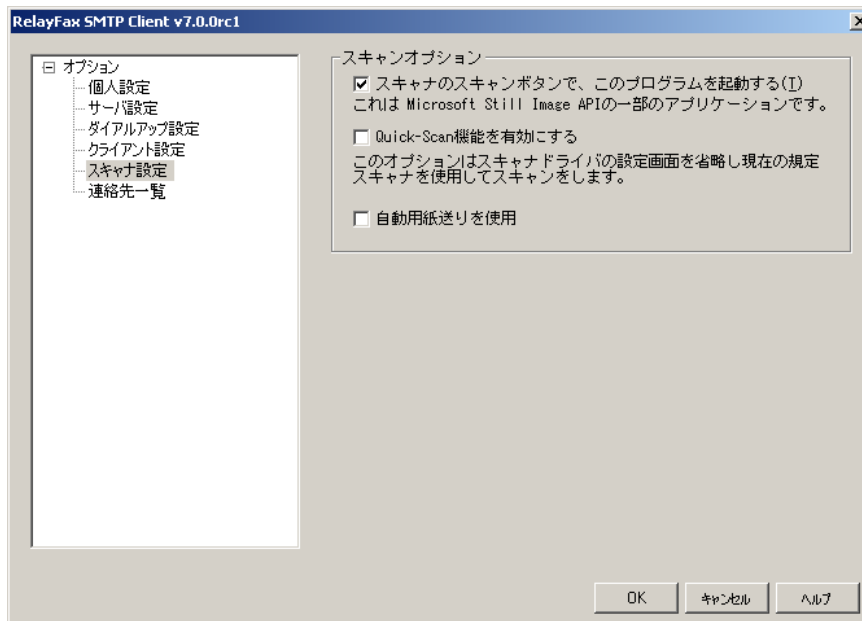 RelayFax SMTP Client v7.0.0rc1
オプション
個人設定
サーバ設定
ダイアルアップ設定
クライアント設定
スキャナ設定
連絡先一覧
スキャンオプション
スキャナのスキャンボタンで、このプログラムを起動する(I)
これは Microsoft Still Image APIの一部のアプリケーションです。
Quick-Scan機能を有効にする
このオプションはスキャナドライバの設定画面を省略し現在の規定
スキャナを使用してスキャンをします。
自動用紙送りを使用
OK
キャンセル
ヘルプ